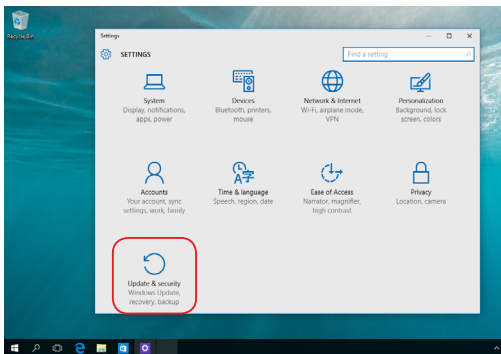 Recycle Bin
Settings
SETTINGS
Find a setting
System
Display, notifications,
apps, power
Devices
Bluetooth, printers,
mouse
Network & Internet
Wi-Fi, airplane mode,
VPN
Personalization
Background, lock
screen, colors
Accounts
Your account, sync
settings, work, family
Time & language
Speech, region, date
Ease of Access
Narrator, magnifier,
high contrast
Privacy
Location, camera
Update & security
Windows Update,
recovery, backup